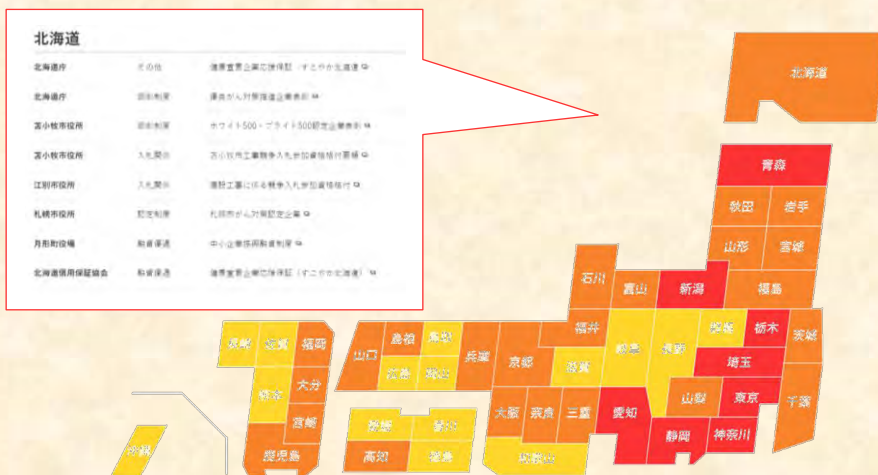 北海道
北海道庁 その他 健康宣言企業応援保証（すこやか北海道
北海道庁 表彰制度 優良がん対策推進企業表彰
苫小牧市役所 表彰制度 ホワイト500・ブライト500認定企業表彰
苫小牧市役所 入札関係 苫小牧市工事競争入札参加資格格付要領
江別市役所 入札関係 建設工事に係る競争入札参加資格格付
札幌市役所 認定制度 札幌市がん対策認定企業
月形町役場 融資優遇 中小企業振興融資制度
北海道信用保証協会 融資優遇 健康宣言企業応援保証（すこやか北海道）
北海道
青森
秋田 岩手
山形 宮城
石川 富山 新潟 福島
長崎 佐賀 福岡 山口 島根 鳥取 兵庫 京都 福井 岐阜 長野 群馬 栃木 茨城
広島 岡山 滋賀 埼玉
熊本 大分 山梨 東京 千葉
宮崎 愛媛 香川 大阪 奈良 三重 愛知
沖縄 鹿児島 高知 徳島 和歌山 静岡 神奈川